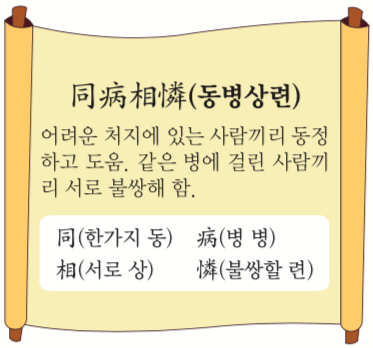 同病相憐(동병상련)
어려운 처지에 있는 사람끼리 동정
하고 도움. 같은 병에 걸린 사람끼
리 서로 불쌍해 함.
同(한가지 동) 病(병 병)
相(서로 상) 憐(불쌍할 련)